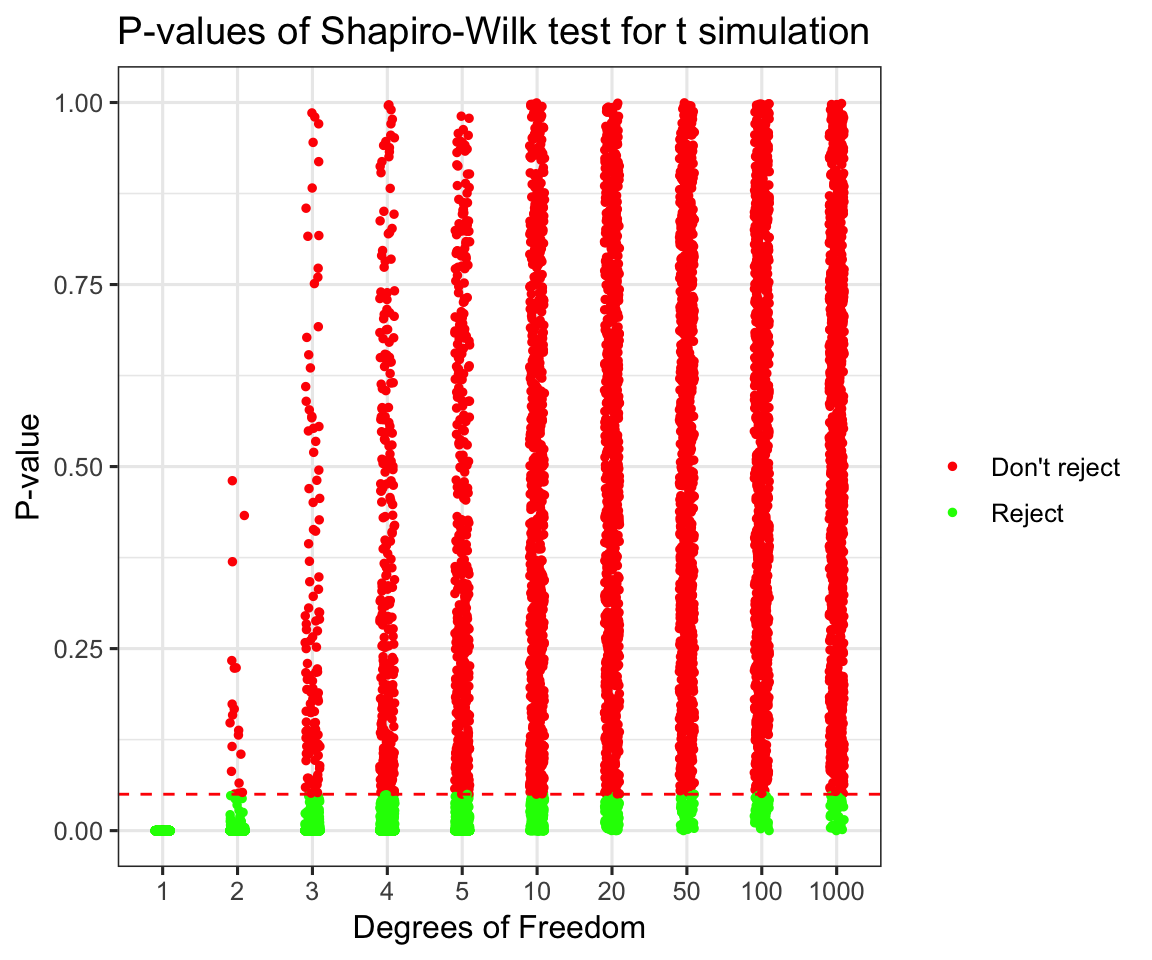 P-values of Shapiro-Wilk test for t simulation
1.00
0.75
0.50
0.25
0.00
P-value
1 2 3 4 5 10 20 50 100 1000
Degrees of Freedom
Don't reject
Reject